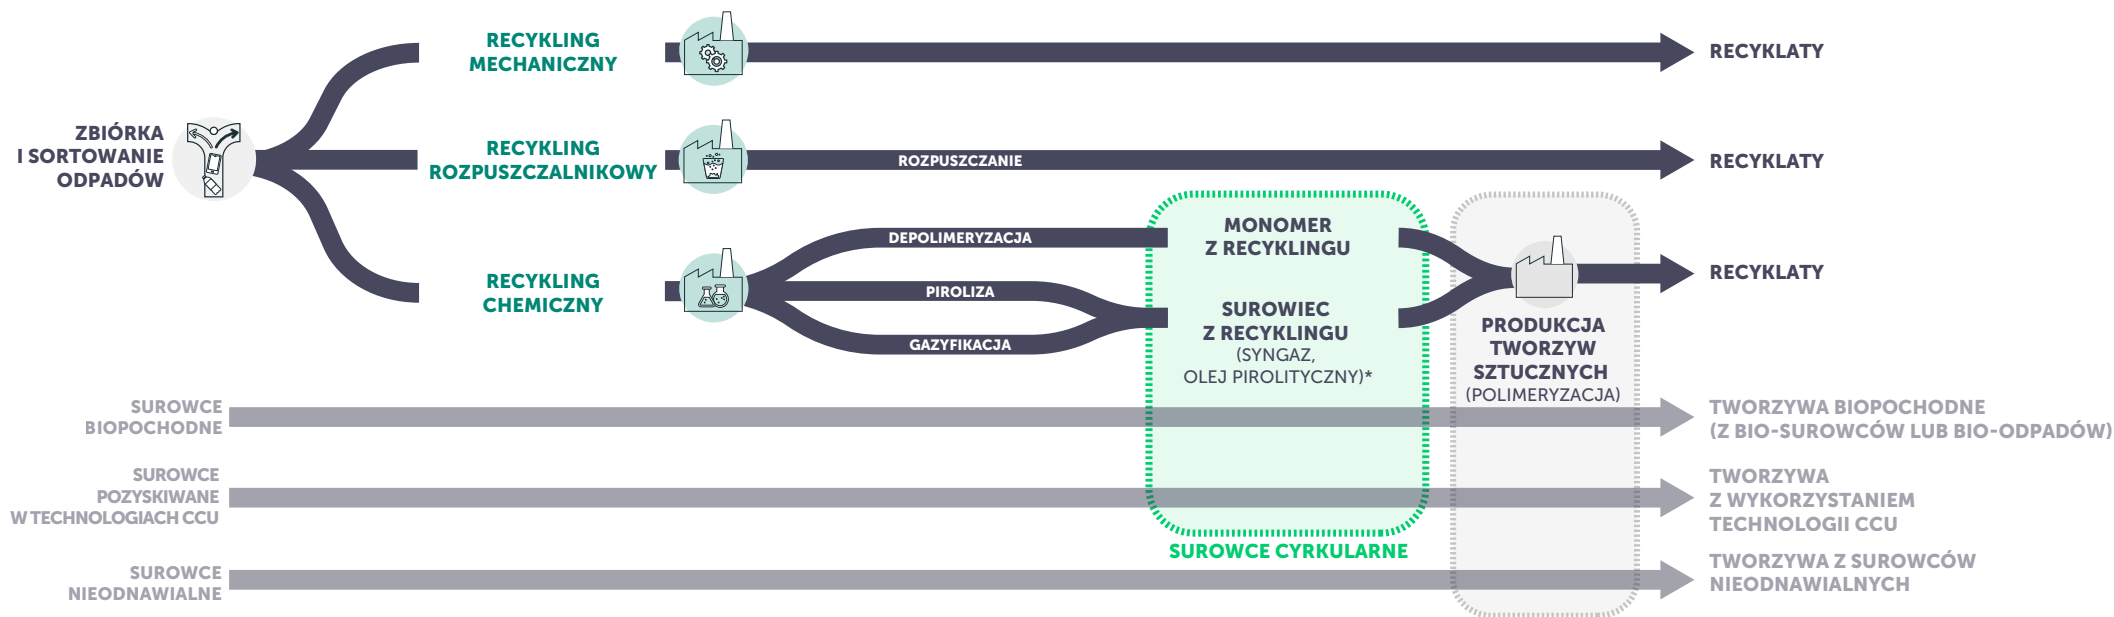 ZBIÓRKA
I SORTOWANIE
ODPADÓW
RECYKLING
MECHANICZNY
RECYKLATY
RECYKLING
ROZPUSZCZALNIKOWY
ROZPUSZCZANIE
RECYKLATY
RECYKLING
CHEMICZNY
DEPOLIMERYZACJA
PIROLIZA
GAZYFIKACJA
MONOMER
Z RECYKLINGU
SUROWIEC
Z RECYKLINGU
(SYNGAZ,
OLEJ PIROLITYCZNY)*
PRODUKCJA
TWORZYW
SZTUCZNYCH
(POLIMERYZACJA)
RECYKLATY
SUROWCE
BIOPOCHODNE
TWORZYWA BIOPOCHODNE
(Z BIO-SUROWCÓW LUB BIO-ODPADÓW)
SUROWCE
POZYSKIWANE
W TECHNOLOGIACH CCU
TWORZYWA
Z WYKORZYSTANIEM
TECHNOLOGII CCU
SUROWCE CYRKULARNE
SUROWCE
NIEODNAWIALNE
TWORZYWA Z SUROWCÓW
NIEODNAWIALNYCH